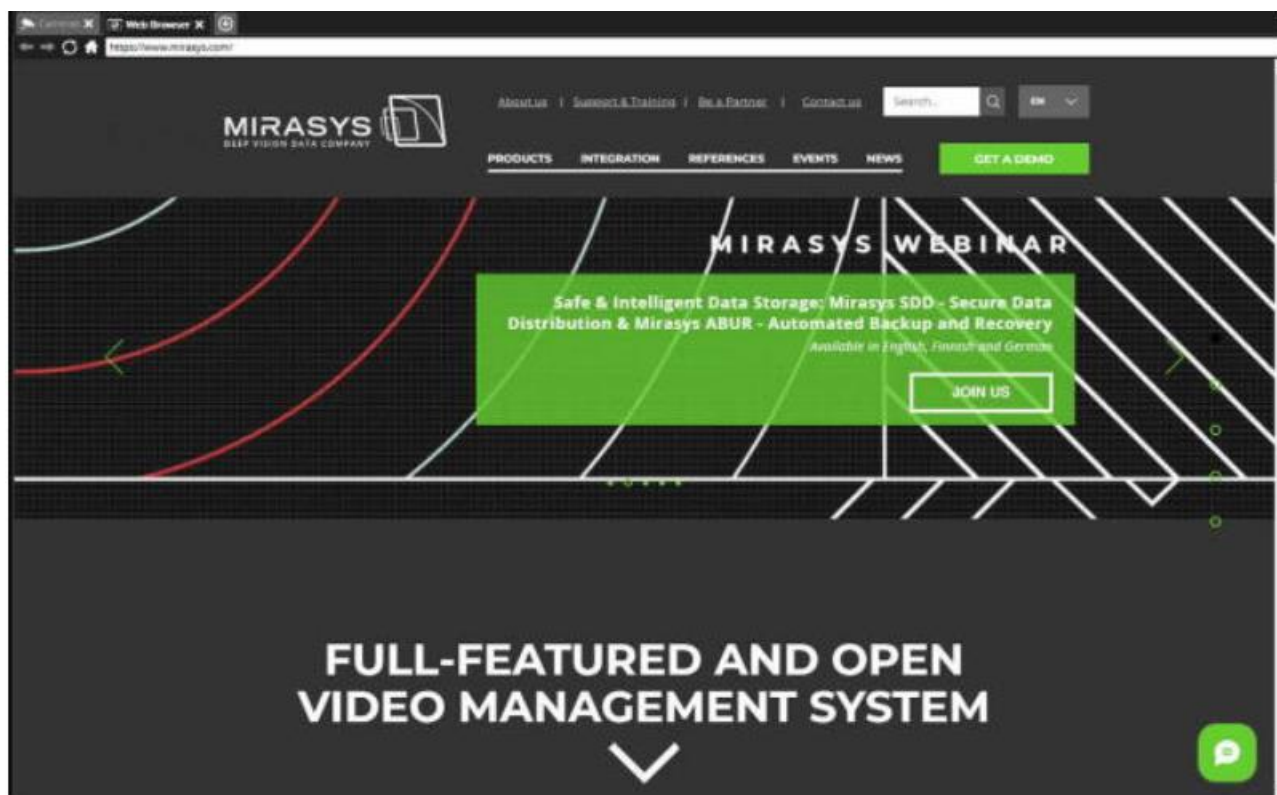 Cameras X Web Browser X
https://www.mirasys.com/
About us | Support & Training | Be a Partner | Contact us Search... EN
MIRASYS
DEEP VISION DATA COMPANY
PRODUCTS INTEGRATION REFERENCES EVENTS NEWS GET A DEMO
MIRASYS WEBINAR
Safe & Intelligent Data Storage: Mirasys SDD - Secure Data
Distribution & Mirasys ABUR - Automated Backup and Recovery
Available in English, Finnish and German
JOIN US
FULL-FEATURED AND OPEN
VIDEO MANAGEMENT SYSTEM